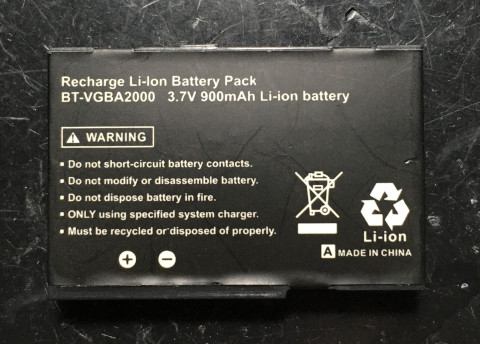 Recharge Li-Ion Battery Pack
BT-VGBA2000 3.7V 900mAh Li-ion battery
WARNING
▪ Do not short-circuit battery contacts.
▪ Do not modify or disassemble battery.
▪ Do not dispose battery in fire.
▪ ONLY using specified system charger.
▪ Must be recycled or disposed of properly.
+ −
Li-ion
A MADE IN CHINA